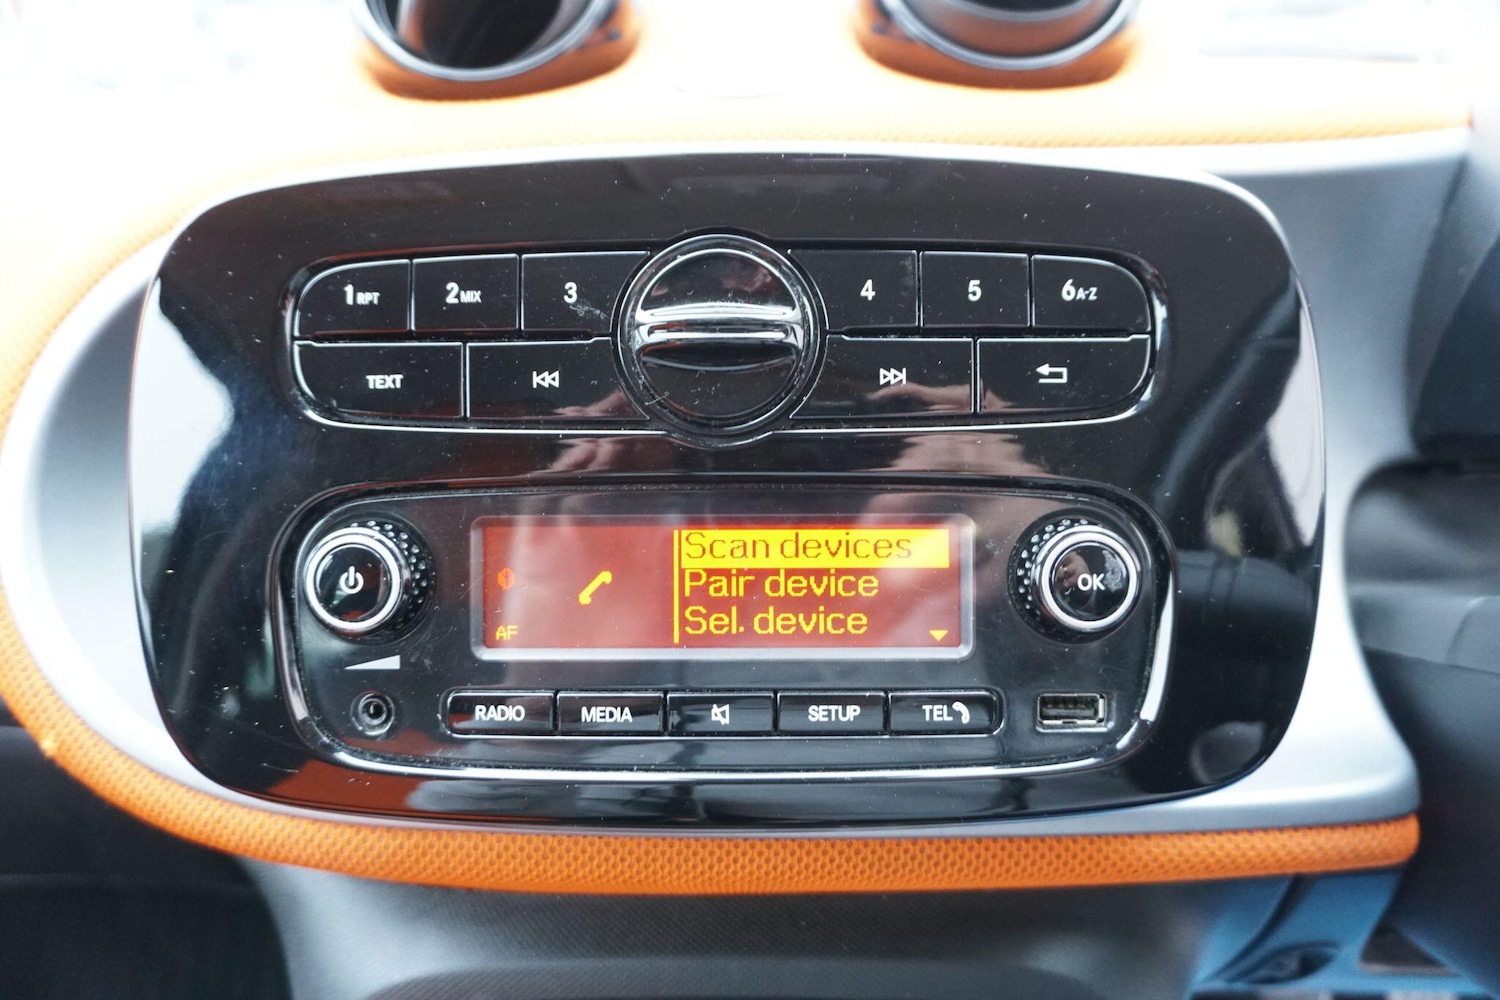 1RPT 2MIX 3 4 5 6A-Z
TEXT
Scan devices
Pair device
Sel. device
AF
OK
RADIO MEDIA SETUP TEL